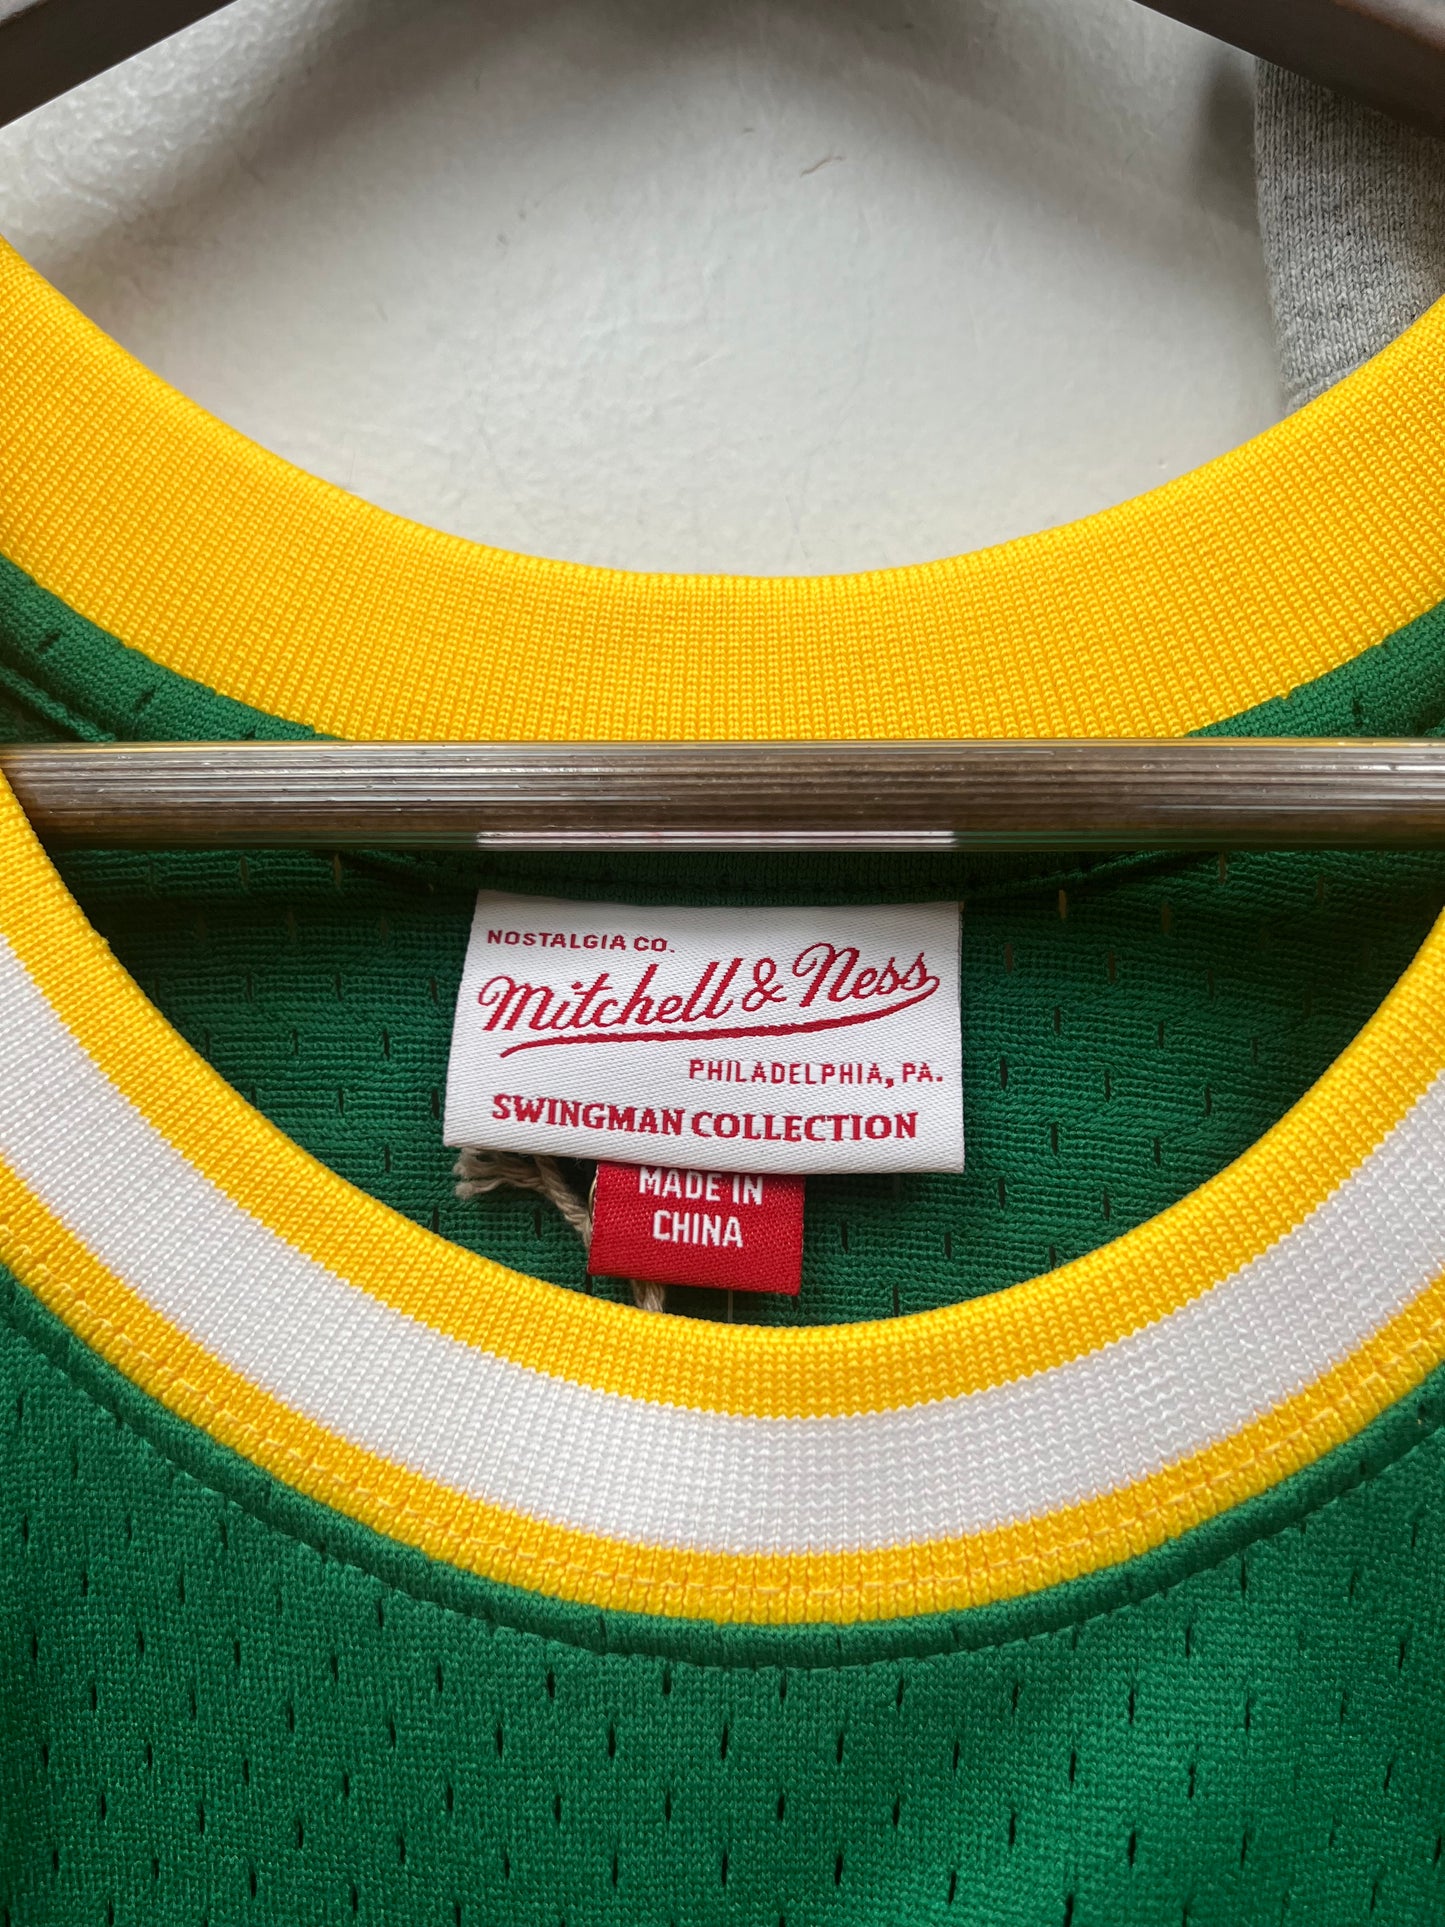 NOSTALGIA CO.
Mitchell & Ness
PHILADELPHIA, PA.
SWINGMAN COLLECTION
MADE IN
CHINA